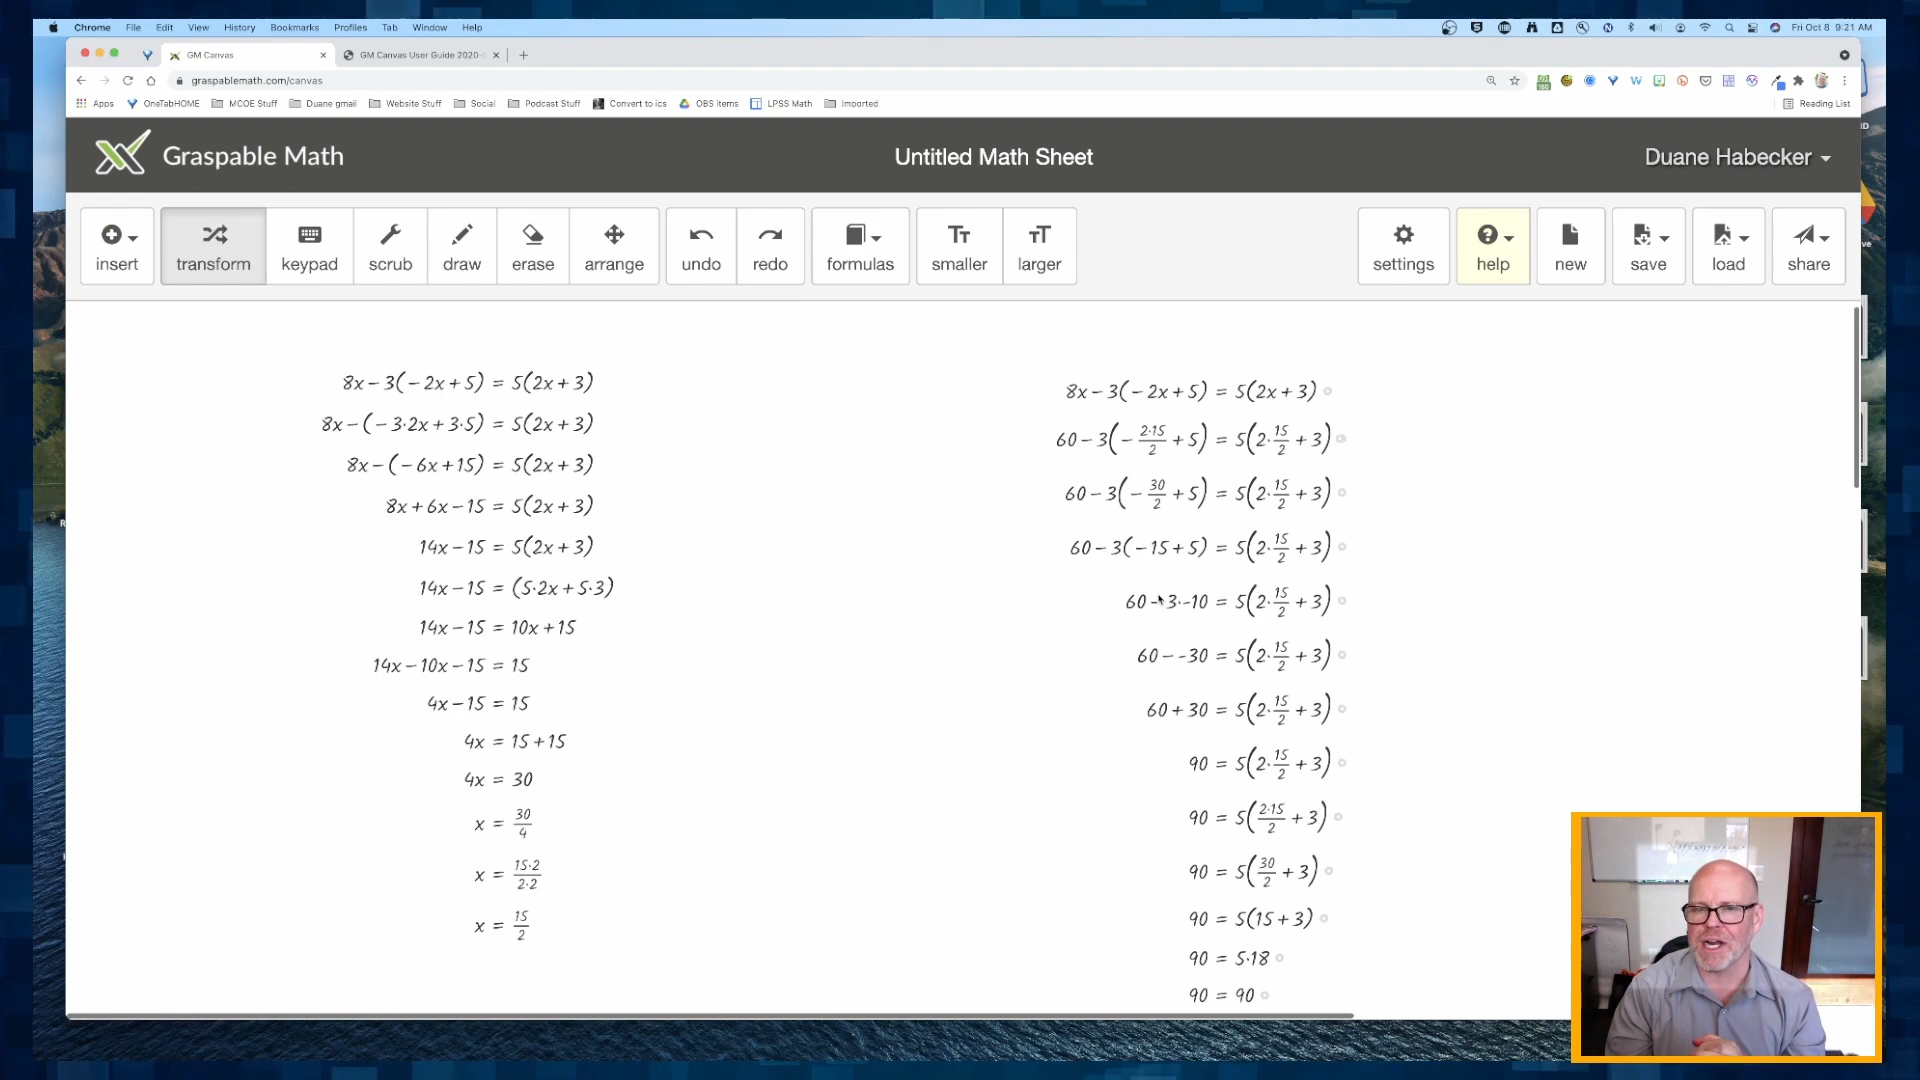 Chrome File Edit View History Bookmarks Profiles Tab Window Help Fri Oct 8 9:21 AM
GM Canvas GM Canvas User Guide 2020-
graspablemath.com/canvas
Apps OneTabHOME MCOE Stuff Duane gmail Website Stuff Social Podcast Stuff Convert to ics OBS items LPSS Math Imported Reading List
Graspable Math Untitled Math Sheet Duane Habecker
insert transform keypad scrub draw erase arrange undo redo formulas smaller larger settings help new save load share
8x − 3(− 2x + 5) = 5(2x + 3)
8x − (− 3·2x + 3·5) = 5(2x + 3)
8x − (− 6x + 15) = 5(2x + 3)
8x + 6x − 15 = 5(2x + 3)
14x − 15 = 5(2x + 3)
14x − 15 = (5·2x + 5·3)
14x − 15 = 10x + 15
14x − 10x − 15 = 15
4x − 15 = 15
4x = 15 + 15
4x = 30
x = 30/4
x = 15·2/2·2
x = 15/2
8x − 3(− 2x + 5) = 5(2x + 3)
60 − 3(− 2·15/2 + 5) = 5(2·15/2 + 3)
60 − 3(− 30/2 + 5) = 5(2·15/2 + 3)
60 − 3(− 15 + 5) = 5(2·15/2 + 3)
60 − 3·-10 = 5(2·15/2 + 3)
60 − -30 = 5(2·15/2 + 3)
60 + 30 = 5(2·15/2 + 3)
90 = 5(2·15/2 + 3)
90 = 5(2·15/2 + 3)
90 = 5(30/2 + 3)
90 = 5(15 + 3)
90 = 5·18
90 = 90